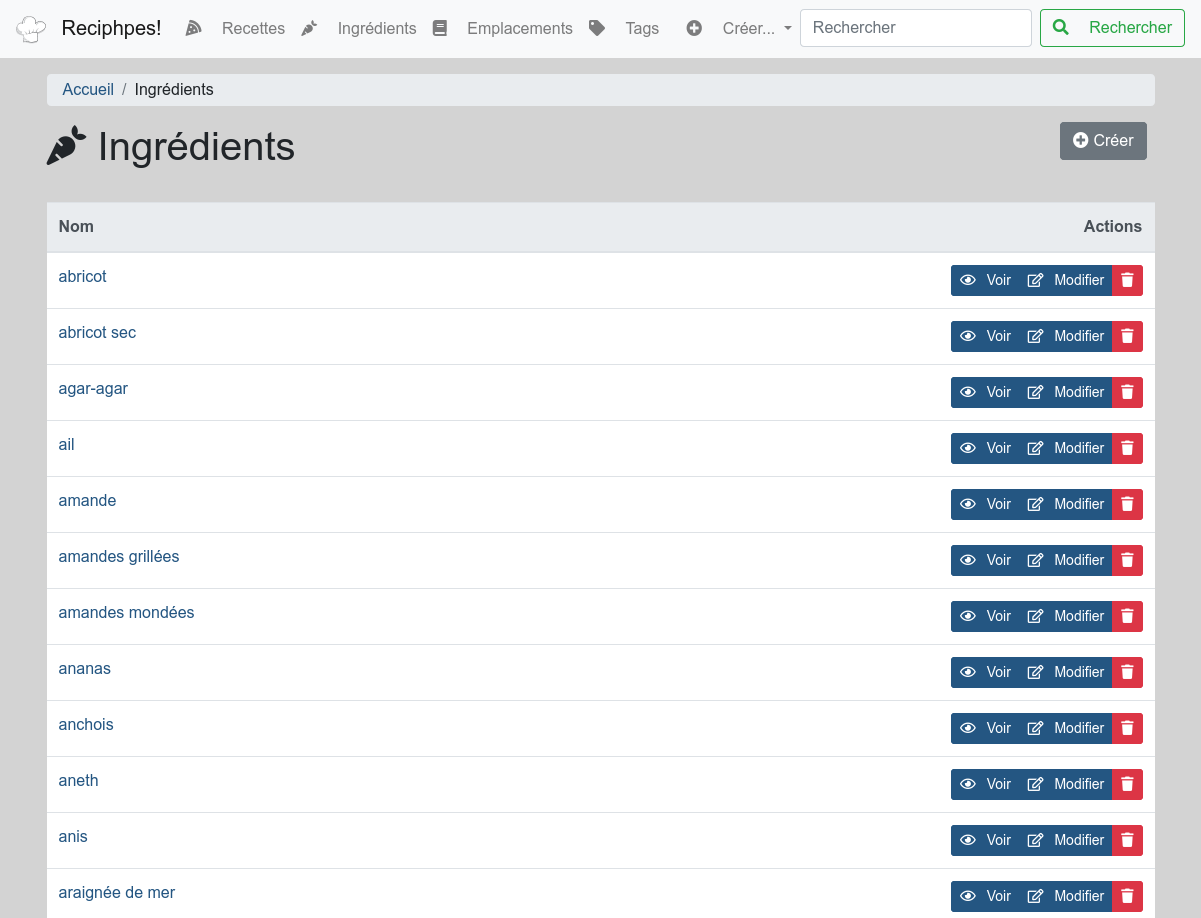 Reciphpes! Recettes Ingrédients Emplacements Tags Créer... Rechercher Rechercher
Accueil / Ingrédients
Ingrédients Créer
Nom Actions
abricot Voir Modifier
abricot sec Voir Modifier
agar-agar Voir Modifier
ail Voir Modifier
amande Voir Modifier
amandes grillées Voir Modifier
amandes mondées Voir Modifier
ananas Voir Modifier
anchois Voir Modifier
aneth Voir Modifier
anis Voir Modifier
araignée de mer Voir Modifier